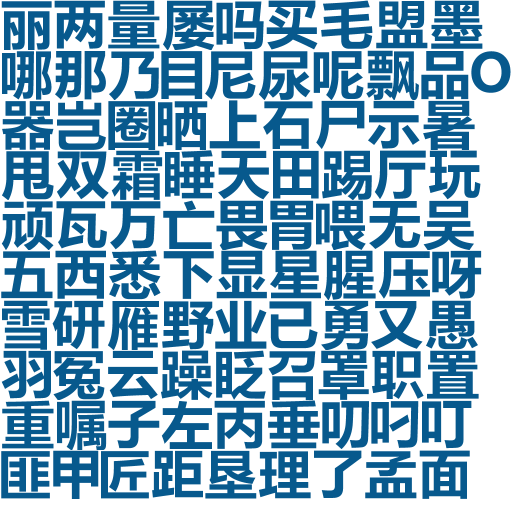 丽两量屡吗买毛盟墨
哪那乃目尼尿呢飘品O
器岂圈晒上石尸示暑
甩双霜睡天田踢厅玩
顽瓦万亡畏胃喂无吴
五西悉下显星腥压呀
雪研雁野业已勇又愚
羽冤云躁眨召罩职置
重嘱子左丙垂叨叼叮
匪甲匠距垦理了孟面